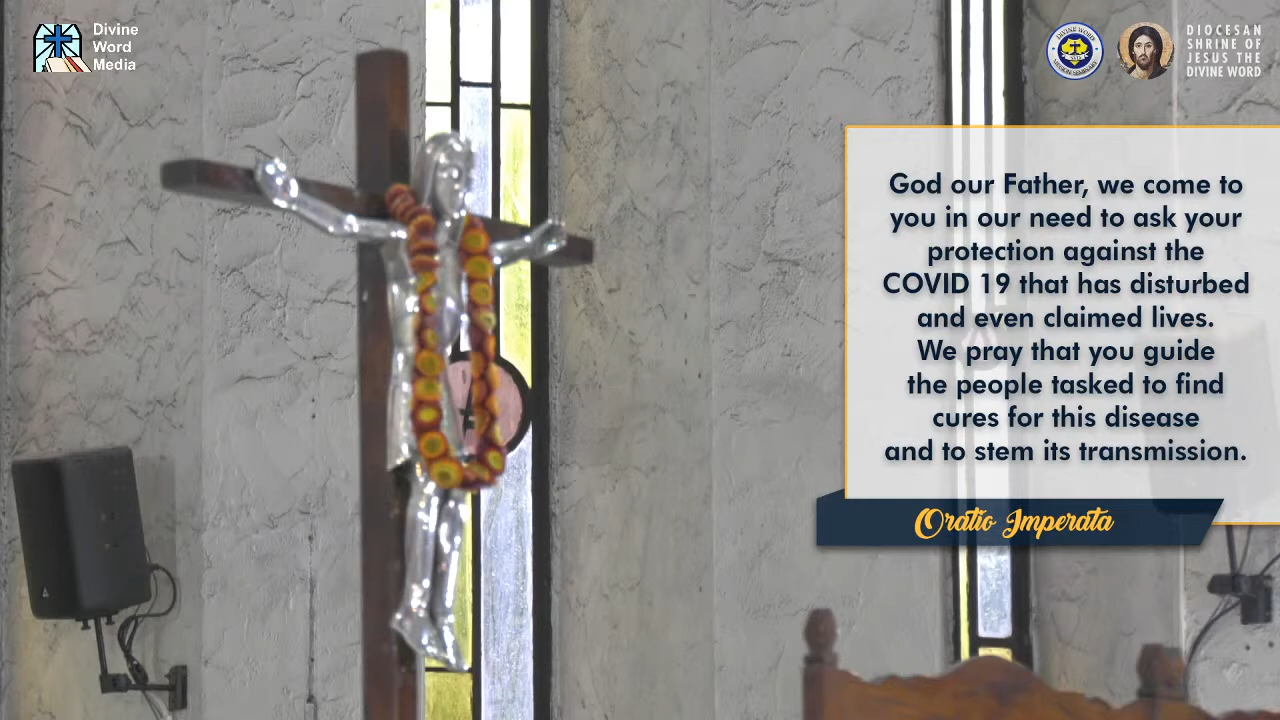 Divine
Word
Media
DIOCESAN
SHRINE OF
JESUS THE
DIVINE WORD
God our Father, we come to
you in our need to ask your
protection against the
COVID 19 that has disturbed
and even claimed lives.
We pray that you guide
the people tasked to find
cures for this disease
and to stem its transmission.
Oratio Imperata